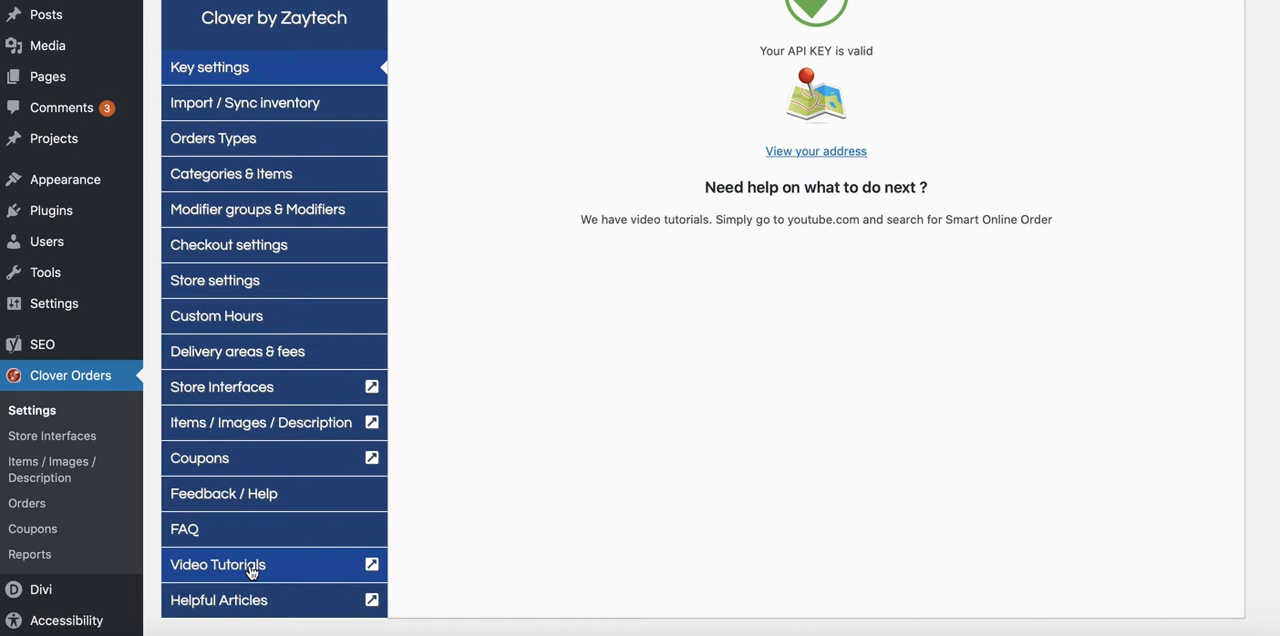 Posts
Media
Pages
Comments 3
Projects
Appearance
Plugins
Users
Tools
Settings
SEO
Clover Orders
Settings
Store Interfaces
Items / Images /
Description
Orders
Coupons
Reports
Divi
Accessibility
Clover by Zaytech
Key settings
Import / Sync inventory
Orders Types
Categories & Items
Modifier groups & Modifiers
Checkout settings
Store settings
Custom Hours
Delivery areas & fees
Store Interfaces
Items / Images / Description
Coupons
Feedback / Help
FAQ
Video Tutorials
Helpful Articles
Your API KEY is valid
View your address
Need help on what to do next ?
We have video tutorials. Simply go to youtube.com and search for Smart Online Order